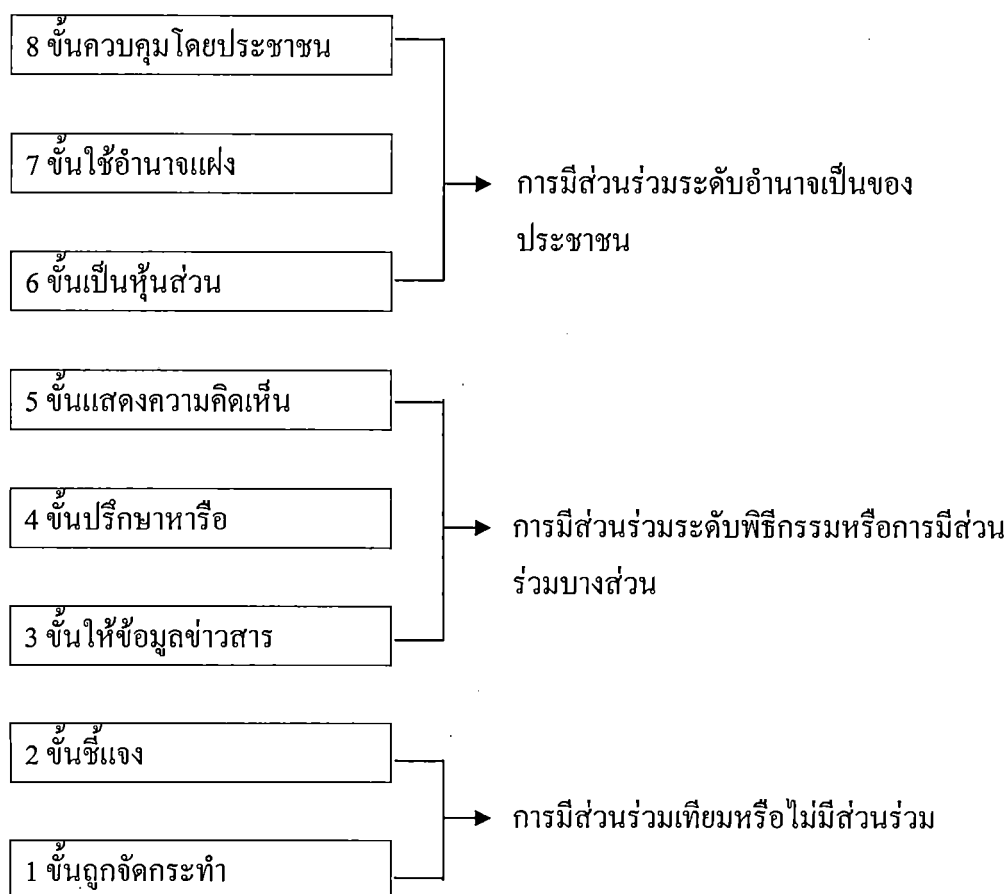 8 ขั้นควบคุมโดยประชาชน
7 ขั้นใช้อำนาจแฝง
6 ขั้นเป็นหุ้นส่วน
การมีส่วนร่วมระดับอำนาจเป็นของ
ประชาชน
5 ขั้นแสดงความคิดเห็น
4 ขั้นปรึกษาหารือ
3 ขั้นให้ข้อมูลข่าวสาร
การมีส่วนร่วมระดับพิธีกรรมหรือการมีส่วน
ร่วมบางส่วน
2 ขั้นชี้แจง
1 ขั้นถูกจัดกระทำ
การมีส่วนร่วมเทียมหรือไม่มีส่วนร่วม